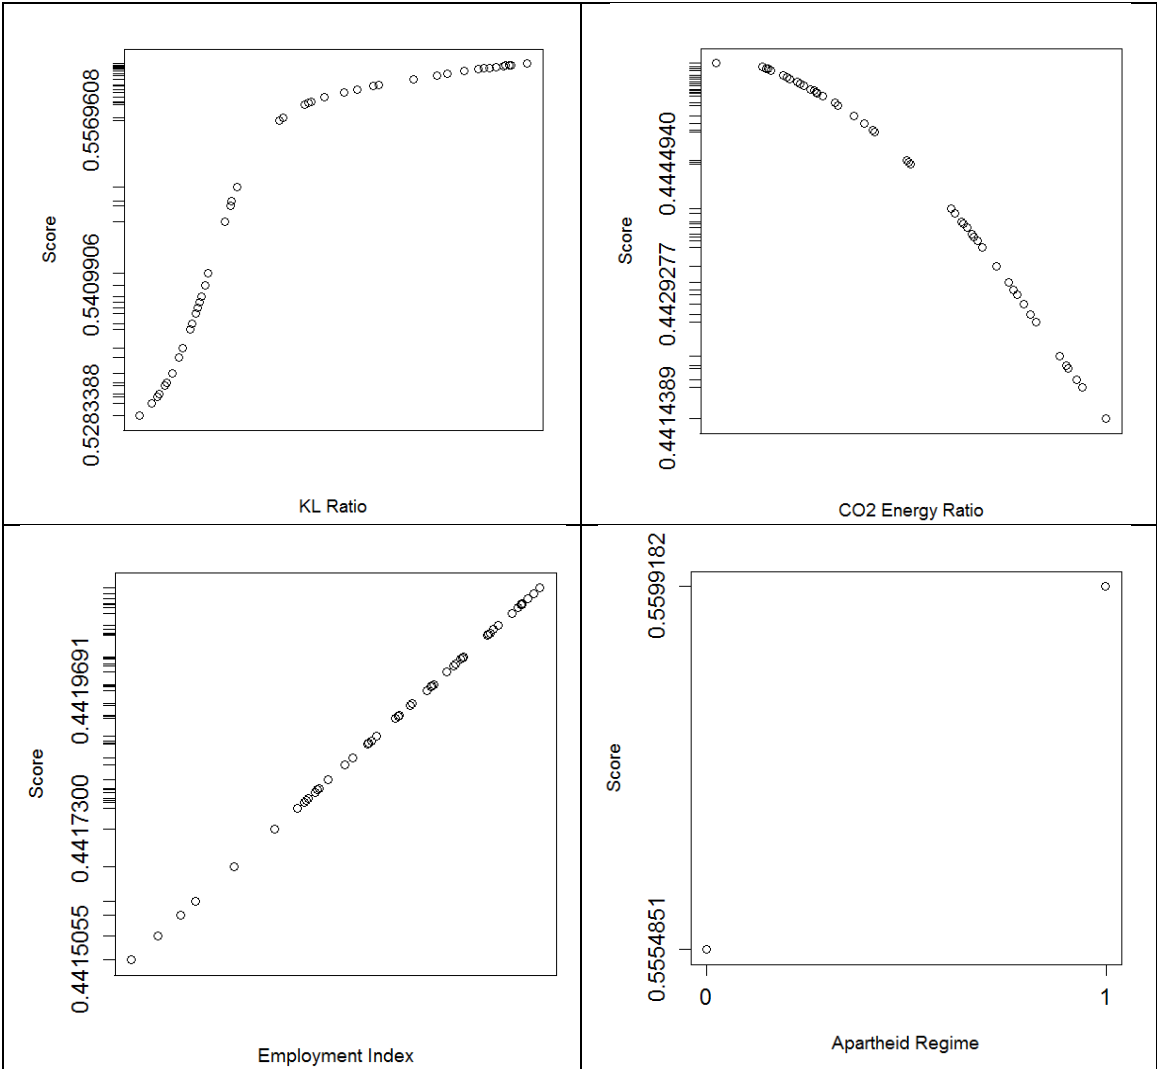 0.5569608
0.5409906
0.5283388
Score
KL Ratio
0.4444940
0.4429277
0.4414389
Score
CO2 Energy Ratio
0.4419691
0.4417300
0.4415055
Score
Employment Index
0.5599182
0.5554851
Score
0 1
Apartheid Regime